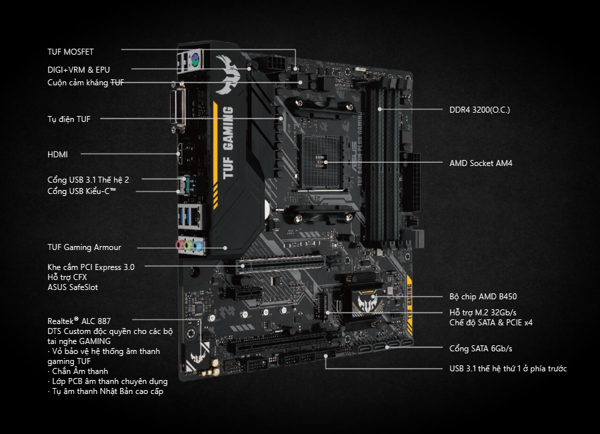 TUF MOSFET
DIGI+VRM & EPU
Cuộn cảm kháng TUF
Tụ điện TUF
HDMI
Cổng USB 3.1 Thế hệ 2
Cổng USB Kiểu-C™
TUF Gaming Armour
Khe cắm PCI Express 3.0
Hỗ trợ CFX
ASUS SafeSlot
Realtek® ALC 887
DTS Custom độc quyền cho các bộ
tai nghe GAMING
· Vỏ bảo vệ hệ thống âm thanh
gaming TUF
· Chắn Âm thanh
· Lớp PCB âm thanh chuyên dụng
· Tụ âm thanh Nhật Bản cao cấp
TUF GAMING
DDR4 3200(O.C.)
AMD Socket AM4
Bộ chip AMD B450
Hỗ trợ M.2 32Gb/s
Chế độ SATA & PCIE x4
Cổng SATA 6Gb/s
USB 3.1 thế hệ thứ 1 ở phía trước
TUF GAMING